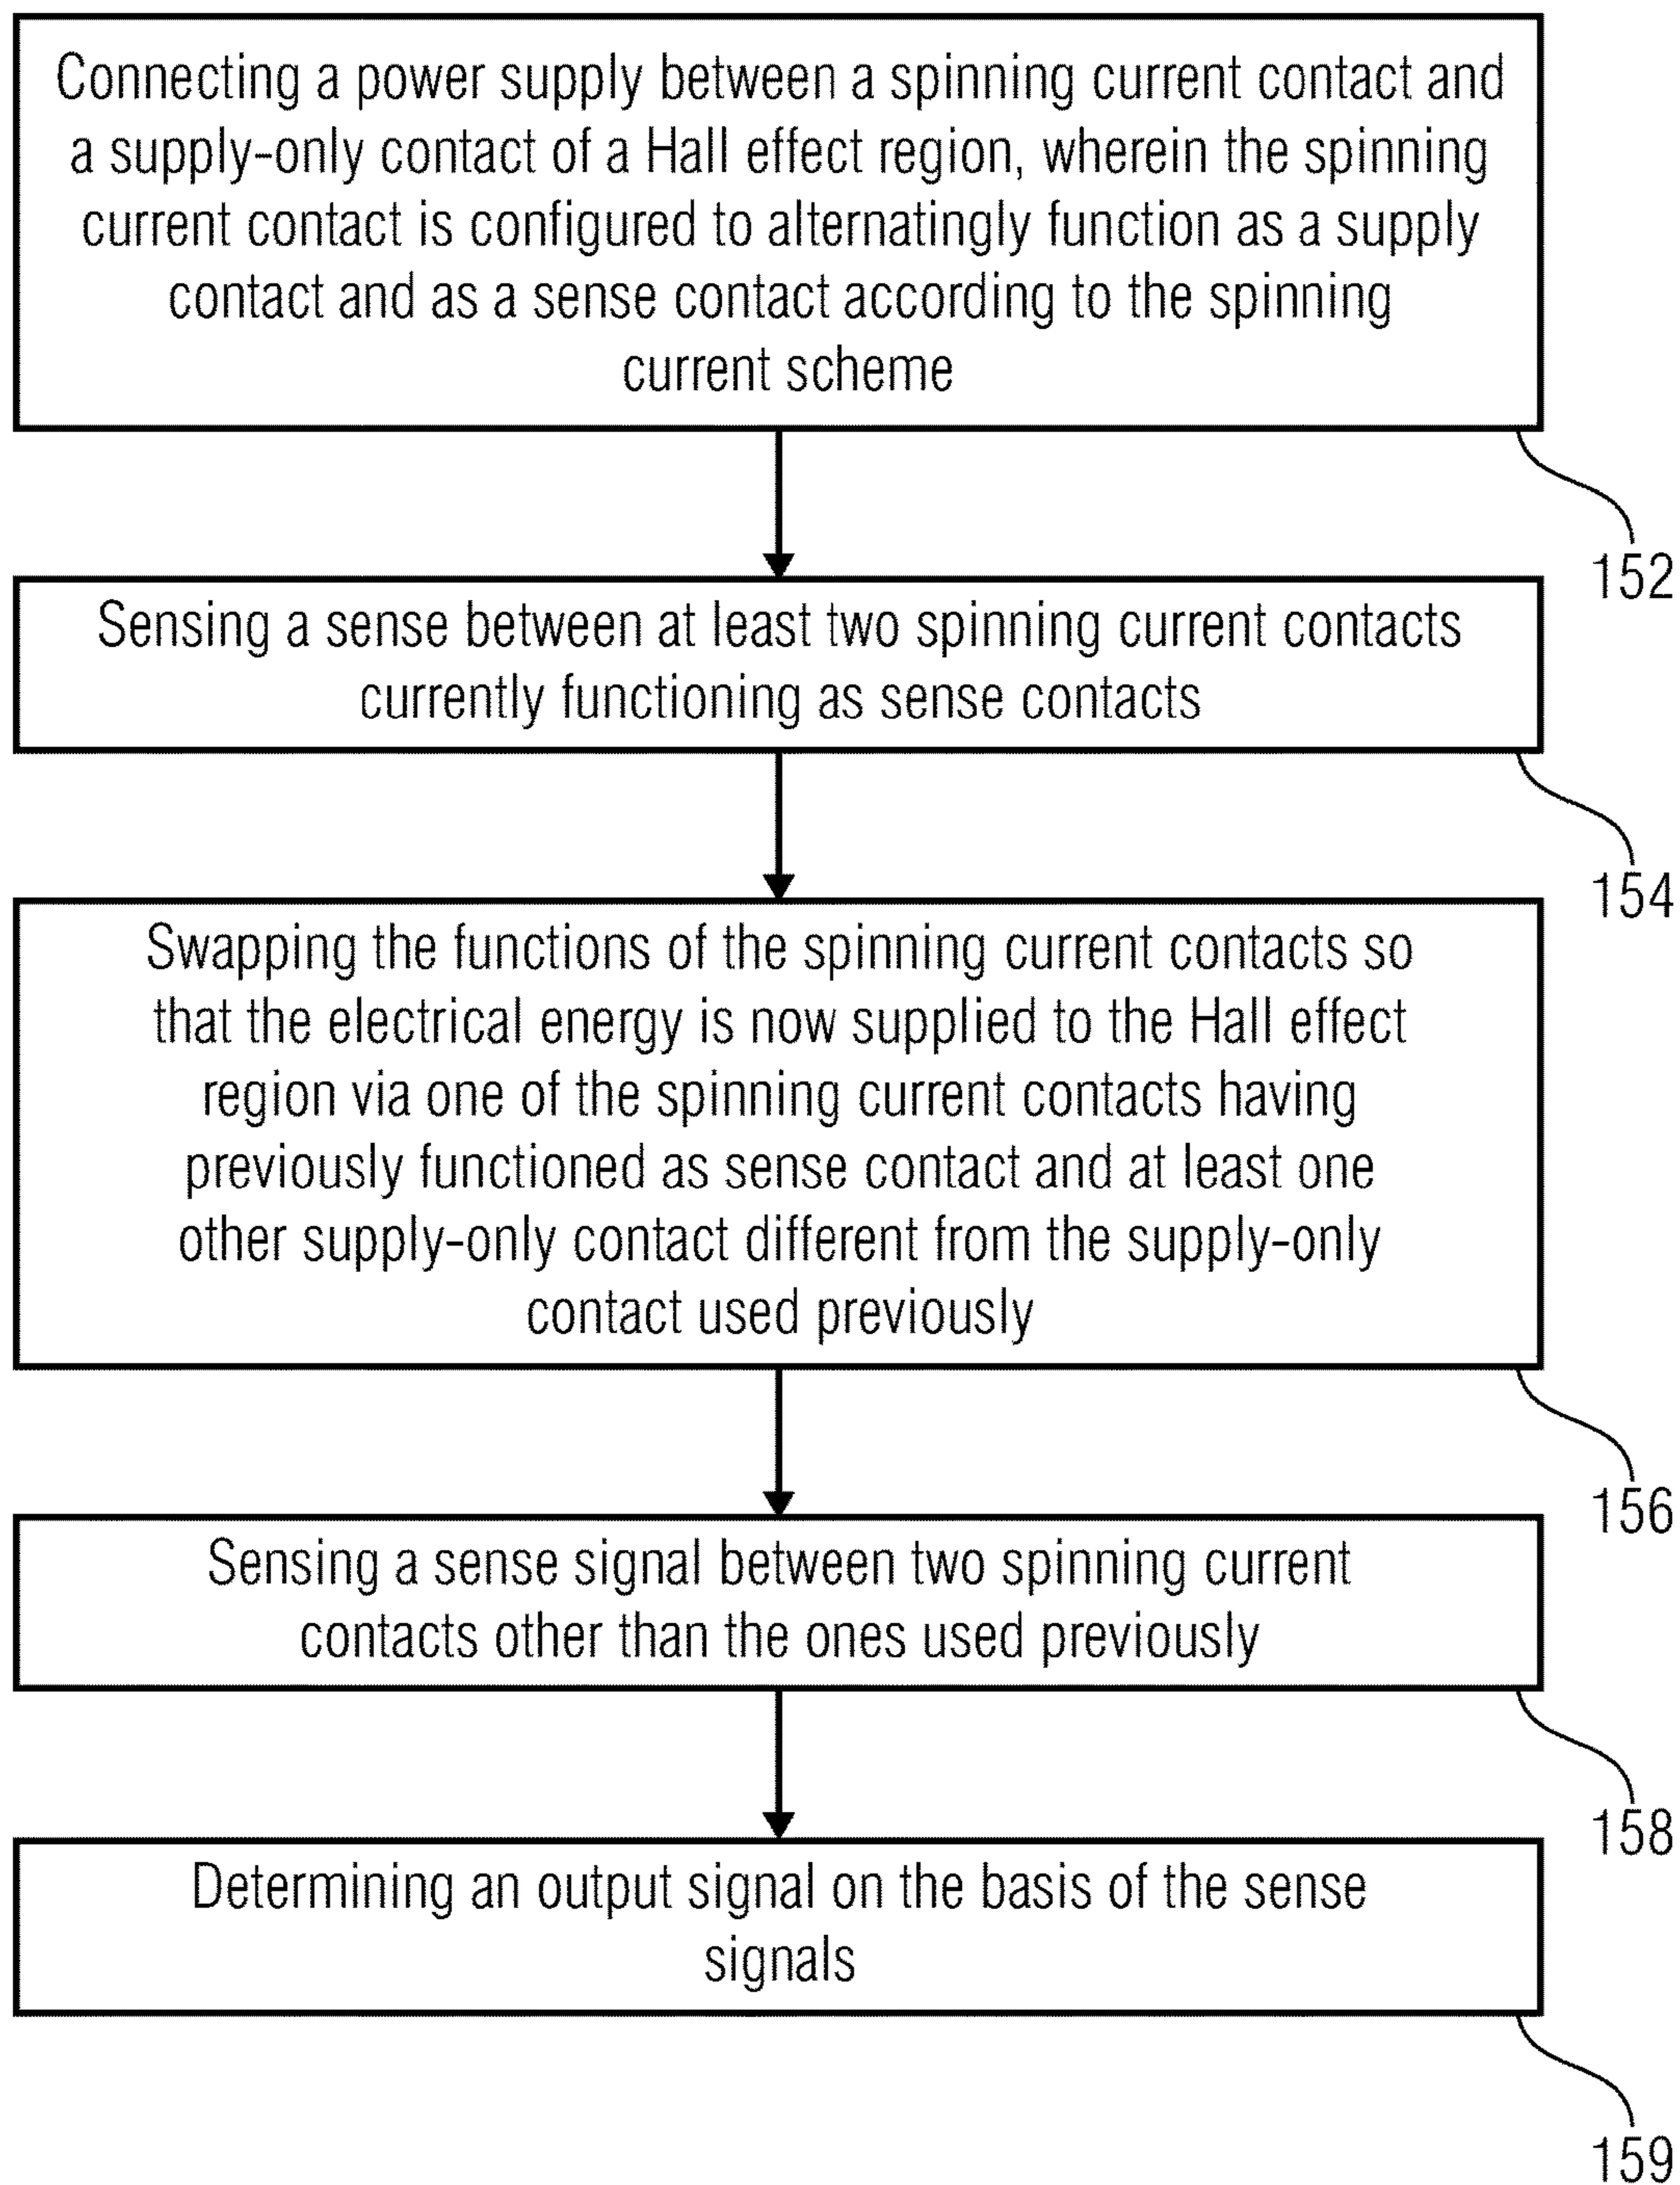 Connecting a power supply between a spinning current contact and
a supply-only contact of a Hall effect region, wherein the spinning
current contact is configured to alternatingly function as a supply
contact and as a sense contact according to the spinning
current scheme
152
Sensing a sense between at least two spinning current contacts
currently functioning as sense contacts
154
Swapping the functions of the spinning current contacts so
that the electrical energy is now supplied to the Hall effect
region via one of the spinning current contacts having
previously functioned as sense contact and at least one
other supply-only contact different from the supply-only
contact used previously
156
Sensing a sense signal between two spinning current
contacts other than the ones used previously
158
Determining an output signal on the basis of the sense
signals
159